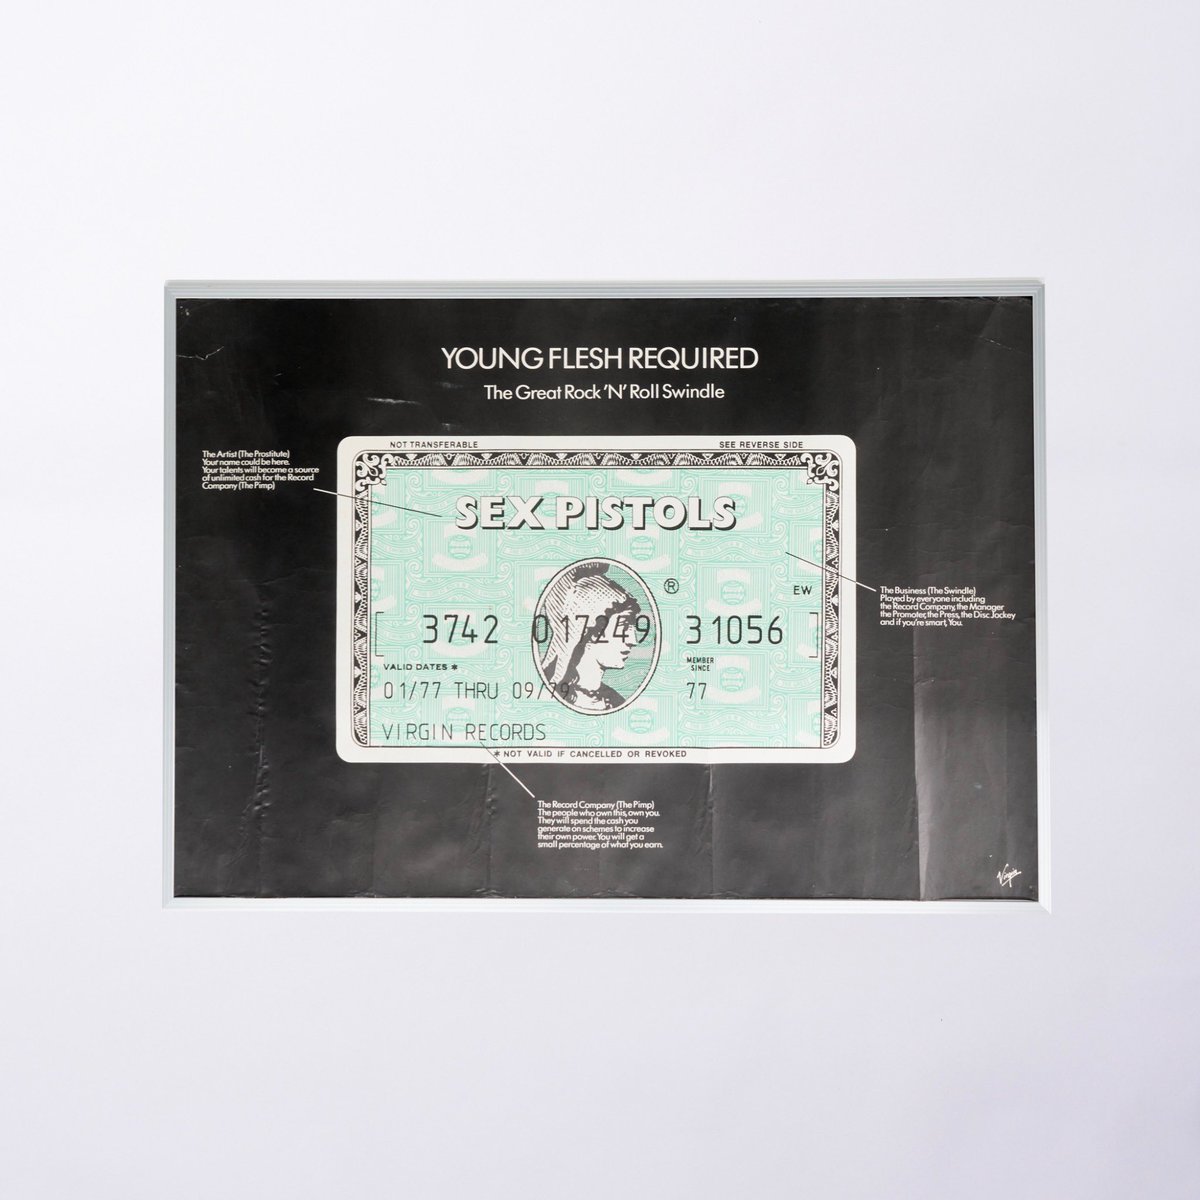 YOUNG FLESH REQUIRED
The Great Rock 'N' Roll Swindle
NOT TRANSFERABLE
SEE REVERSE SIDE
The Artist (The Prostitute)
Your name could be here.
Your talents will become a source
of unlimited cash for the Record
Company (The Pimp)
SEX PISTOLS
®
EW
The Business (The Swindle)
Played by everyone including
the Record Company, the Manager
the Promoter, the Press, the Disc Jockey
and if you're smart, You.
3742 017249 31056
VALID DATES *
MEMBER
SINCE
01/77 THRU 09/79
77
VIRGIN RECORDS
* NOT VALID IF CANCELLED OR REVOKED
The Record Company (The Pimp)
The people who own this, own you.
They will spend the cash you
generate on schemes to increase
their own power. You will get a
small percentage of what you earn.
Virgin